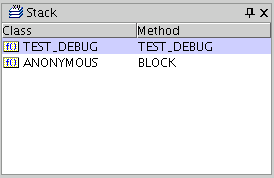 Stack
Class Method
f() TEST_DEBUG TEST_DEBUG
f() ANONYMOUS BLOCK